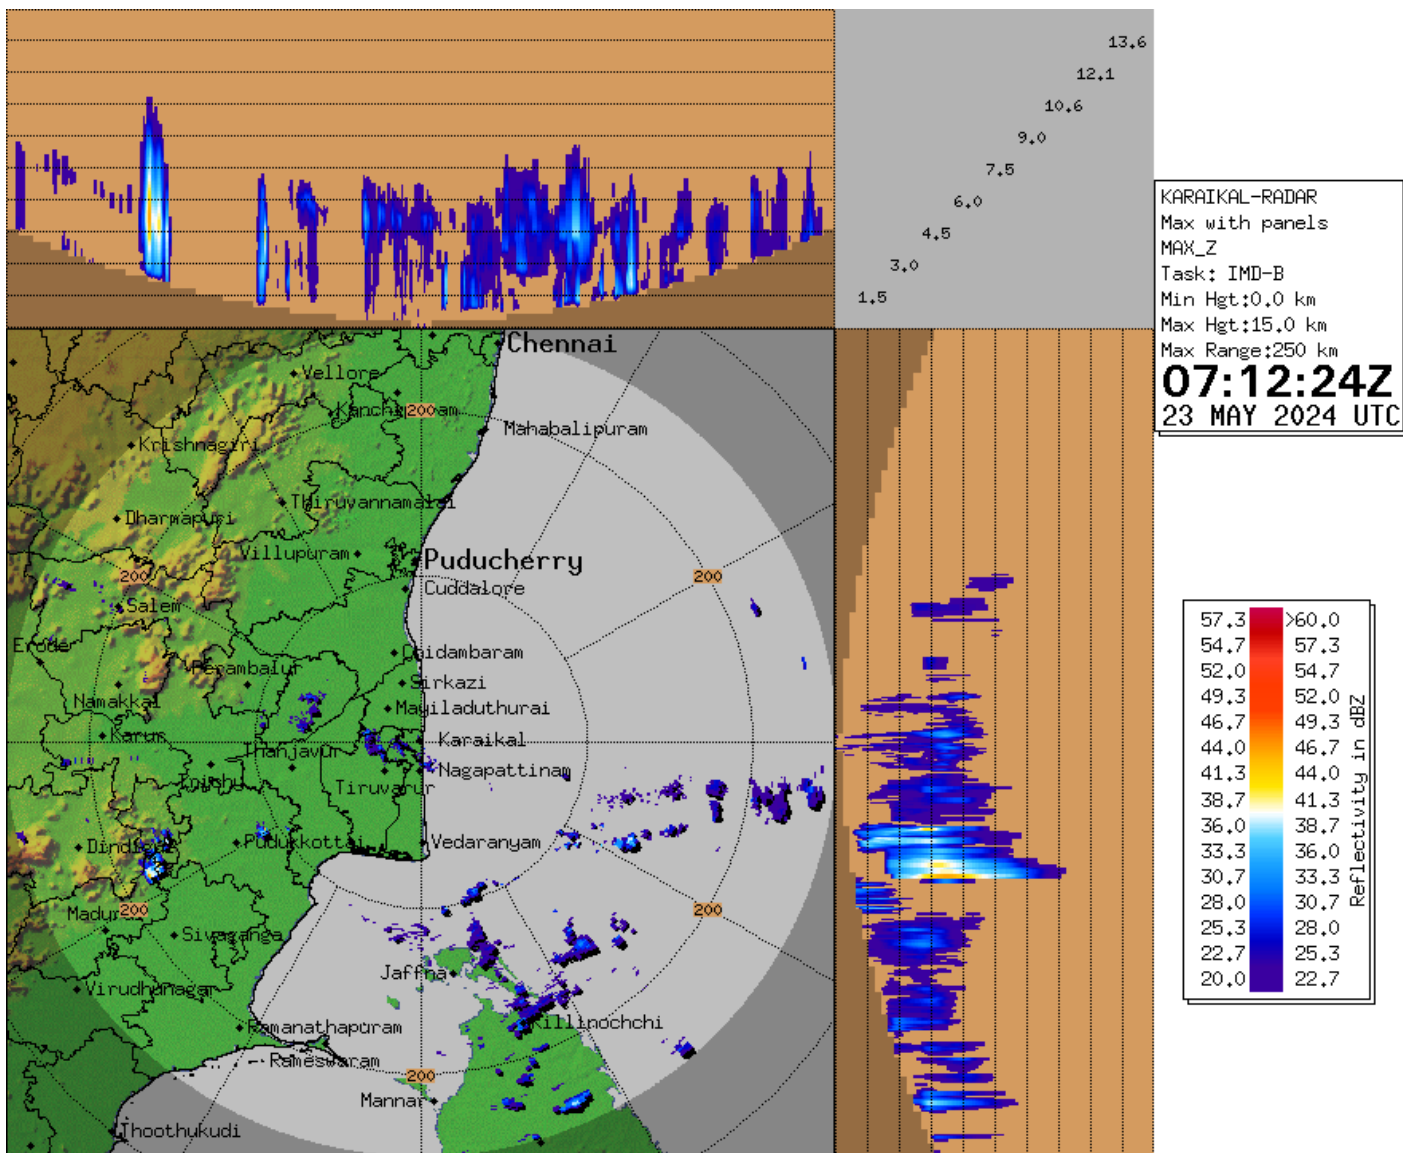 13.6
12.1
10.6
9.0
7.5
6.0
4.5
3.0
1.5
KARAIKAL-RADAR
Max with panels
MAX_Z
Task: IMD-B
Min Hgt:0.0 km
Max Hgt:15.0 km
Max Range:250 km
07:12:24Z
23 MAY 2024 UTC
Chennai
Vellore
200
Mahabalipuram
Krishnagiri
Thiruvannamalai
Dharmapuri
Villupuram
Puducherry
200
200
Cuddalore
Salem
Erode
Chidambaram
Perambalur
Sirkazi
Namakkal
Mayiladuthurai
Karur
Karaikal
Thanjavur
Nagapattinam
Tiruvarur
Pudukkottai
Vedaranyam
200
200
Sivaganga
Jaffna
Virudhunagar
Ramanathapuram
Killinochchi
Rameswaram
200
Mannar
Thoothukudi
57.3 >60.0
54.7 57.3
52.0 54.7
49.3 52.0
46.7 49.3
44.0 46.7
41.3 44.0
38.7 41.3
36.0 38.7
33.3 36.0
30.7 33.3
28.0 30.7
25.3 28.0
22.7 25.3
20.0 22.7
Reflectivity in dBZ